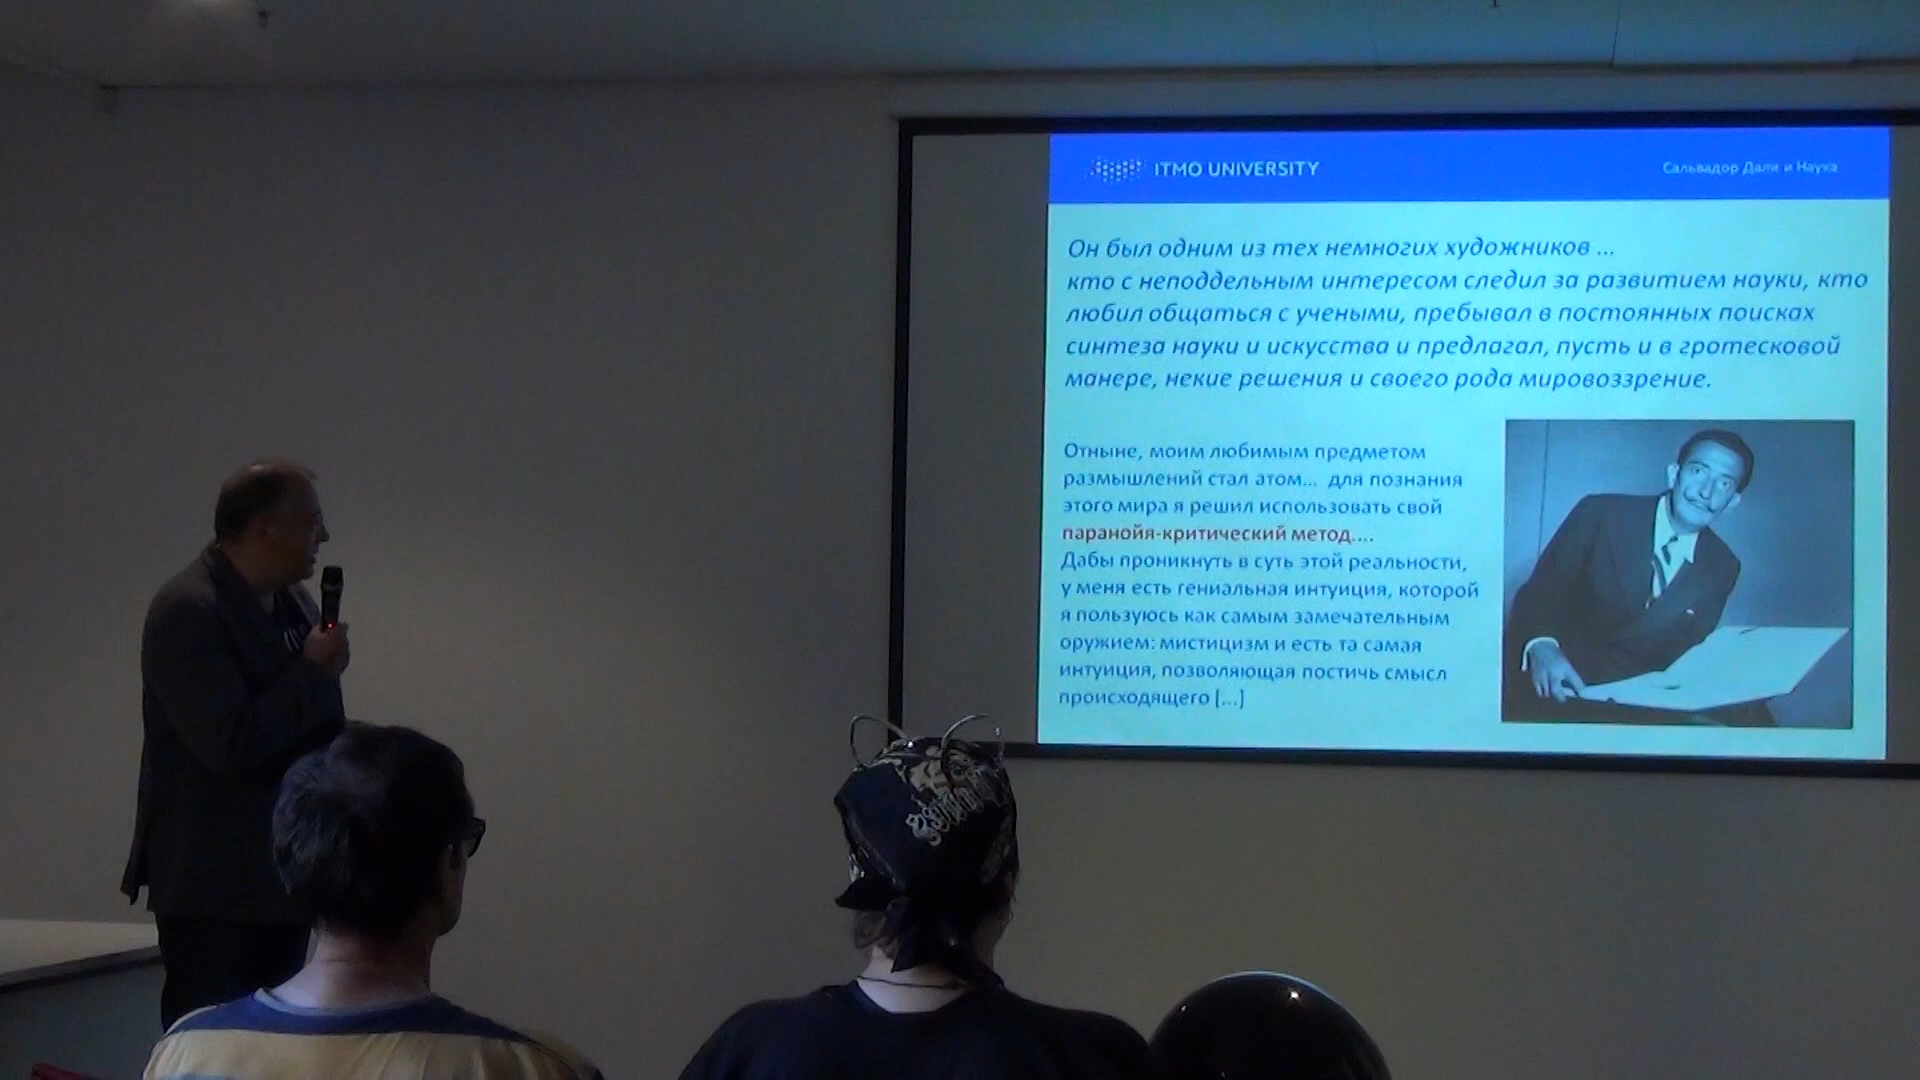 ITMO UNIVERSITY
Сальвадор Дали и Наука
Он был одним из тех немногих художников ...
кто с неподдельным интересом следил за развитием науки, кто
любил общаться с учеными, пребывал в постоянных поисках
синтеза науки и искусства и предлагал, пусть и в гротесковой
манере, некие решения и своего рода мировоззрение.
Отныне, моим любимым предметом
размышлений стал атом... для познания
этого мира я решил использовать свой
паранойя-критический метод....
Дабы проникнуть в суть этой реальности,
у меня есть гениальная интуиция, которой
я пользуюсь как самым замечательным
оружием: мистицизм и есть та самая
интуиция, позволяющая постичь смысл
происходящего [...]